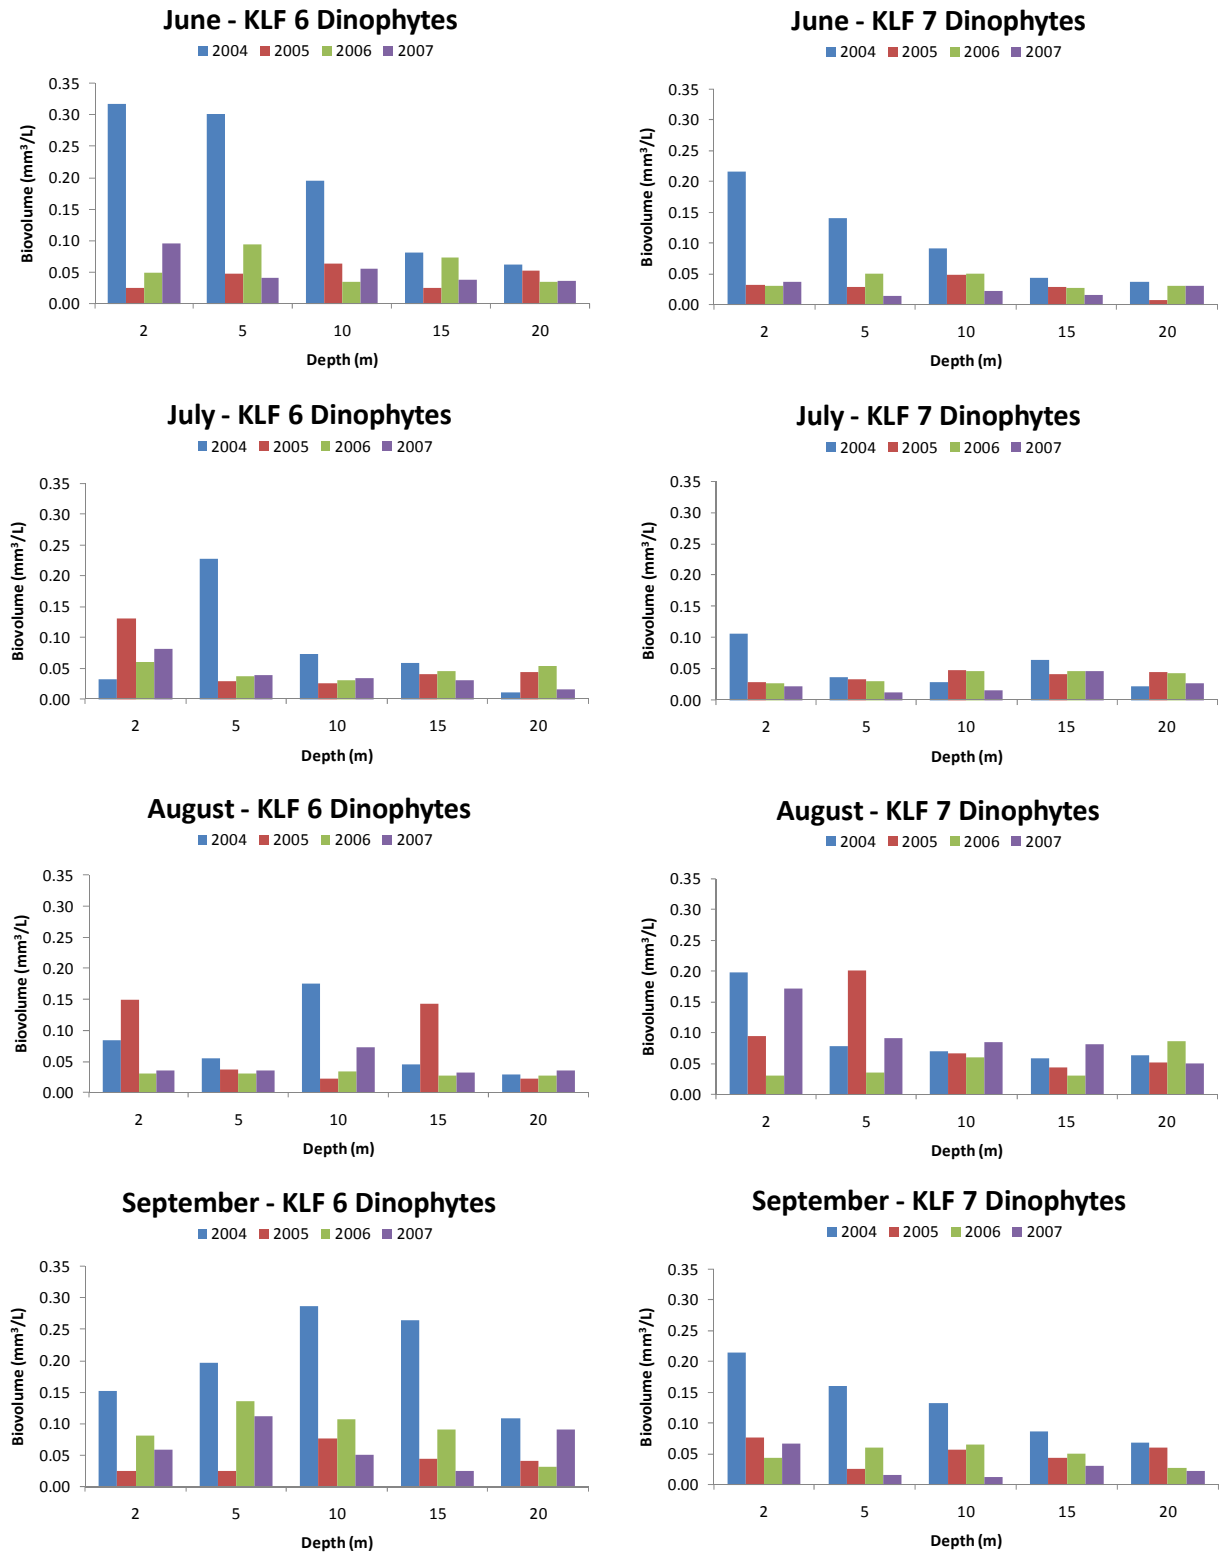 June - KLF 6 Dinophytes
2004 2005 2006 2007
0.35
0.30
0.25
0.20
0.15
0.10
0.05
0.00
Biovolume (mm³/L)
2 5 10 15 20
Depth (m)
June - KLF 7 Dinophytes
2004 2005 2006 2007
0.35
0.30
0.25
0.20
0.15
0.10
0.05
0.00
Biovolume (mm³/L)
2 5 10 15 20
Depth (m)
July - KLF 6 Dinophytes
2004 2005 2006 2007
0.35
0.30
0.25
0.20
0.15
0.10
0.05
0.00
Biovolume (mm³/L)
2 5 10 15 20
Depth (m)
July - KLF 7 Dinophytes
2004 2005 2006 2007
0.35
0.30
0.25
0.20
0.15
0.10
0.05
0.00
Biovolume (mm³/L)
2 5 10 15 20
Depth (m)
August - KLF 6 Dinophytes
2004 2005 2006 2007
0.35
0.30
0.25
0.20
0.15
0.10
0.05
0.00
Biovolume (mm³/L)
2 5 10 15 20
Depth (m)
August - KLF 7 Dinophytes
2004 2005 2006 2007
0.35
0.30
0.25
0.20
0.15
0.10
0.05
0.00
Biovolume (mm³/L)
2 5 10 15 20
Depth (m)
September - KLF 6 Dinophytes
2004 2005 2006 2007
0.35
0.30
0.25
0.20
0.15
0.10
0.05
0.00
Biovolume (mm³/L)
2 5 10 15 20
Depth (m)
September - KLF 7 Dinophytes
2004 2005 2006 2007
0.35
0.30
0.25
0.20
0.15
0.10
0.05
0.00
Biovolume (mm³/L)
2 5 10 15 20
Depth (m)